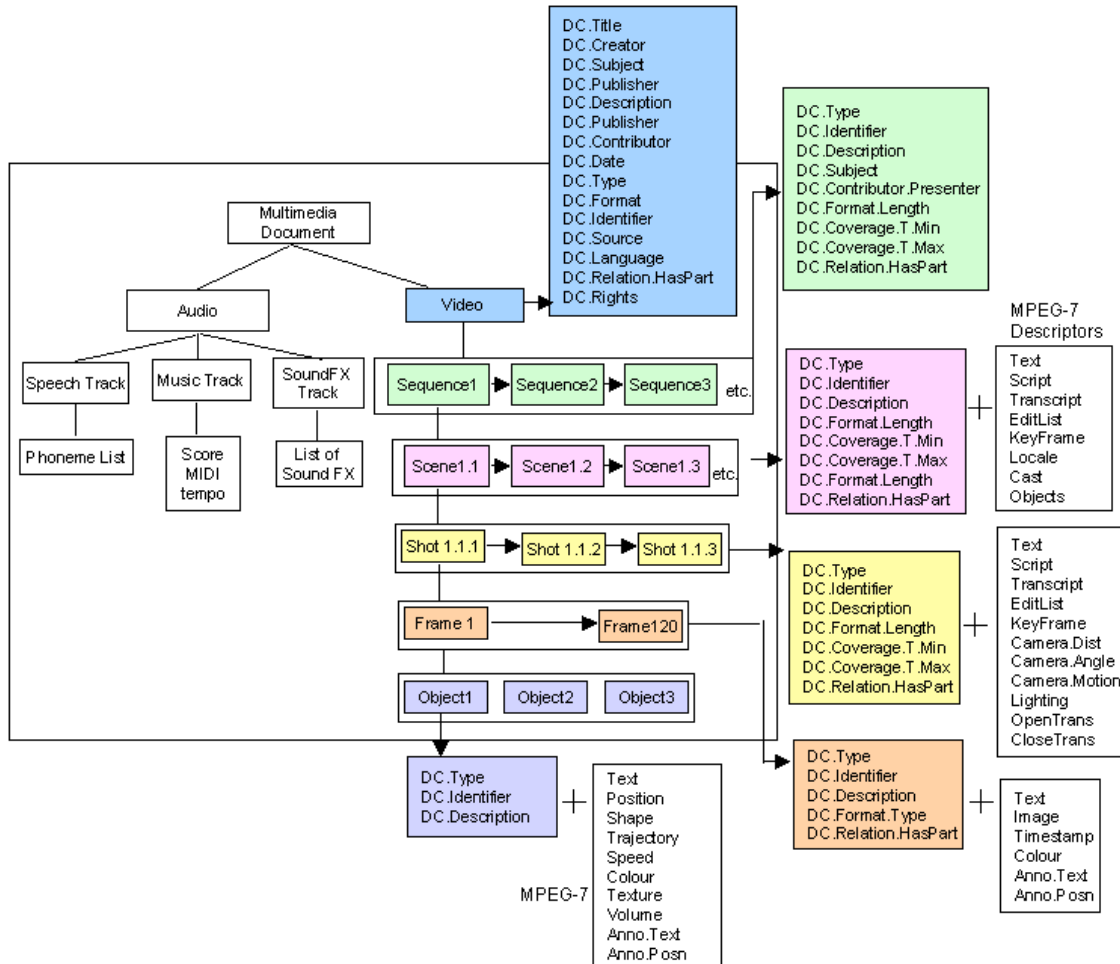 DC.Title
DC.Creator
DC.Subject
DC.Publisher
DC.Description
DC.Publisher
DC.Contributor
DC.Date
DC.Type
DC.Format
DC.Identifier
DC.Source
DC.Language
DC.Relation.HasPart
DC.Rights
DC.Type
DC.Identifier
DC.Description
DC.Subject
DC.Contributor.Presenter
DC.Format.Length
DC.Coverage.T.Min
DC.Coverage.T.Max
DC.Relation.HasPart
Multimedia
Document
Audio
Video
Speech Track
Music Track
SoundFX
Track
Phoneme List
Score
MIDI
tempo
List of
Sound FX
Sequence1
Sequence2
Sequence3
etc.
Scene1.1
Scene1.2
Scene1.3
etc.
Shot 1.1.1
Shot 1.1.2
Shot 1.1.3
Frame 1
Frame120
Object1
Object2
Object3
MPEG-7
Descriptors
DC.Type
DC.Identifier
DC.Description
DC.Format.Length
DC.Coverage.T.Min
DC.Coverage.T.Max
DC.Format.Length
DC.Relation.HasPart
Text
Script
Transcript
EditList
KeyFrame
Locale
Cast
Objects
DC.Type
DC.Identifier
DC.Description
DC.Format.Length
DC.Coverage.T.Min
DC.Coverage.T.Max
DC.Relation.HasPart
Text
Script
Transcript
EditList
KeyFrame
Camera.Dist
Camera.Angle
Camera.Motion
Lighting
OpenTrans
CloseTrans
DC.Type
DC.Identifier
DC.Description
DC.Format.Type
DC.Relation.HasPart
Text
Image
Timestamp
Colour
Anno.Text
Anno.Posn
DC.Type
DC.Identifier
DC.Description
MPEG-7
Text
Position
Shape
Trajectory
Speed
Colour
Texture
Volume
Anno.Text
Anno.Posn